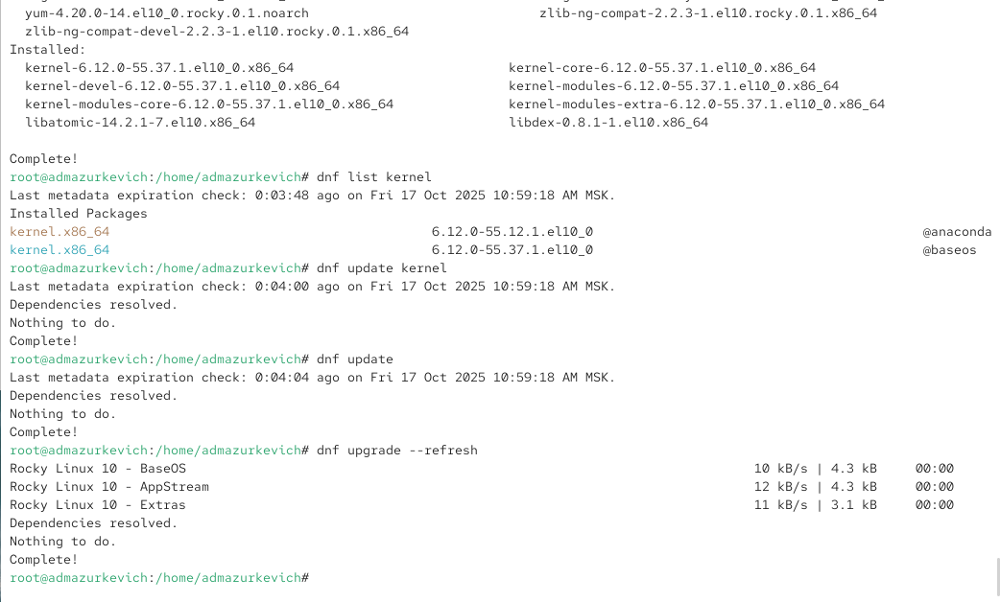 yum-4.20.0-14.el10_0.rocky.0.1.noarch zlib-ng-compat-2.2.3-1.el10.rocky.0.1.x86_64
zlib-ng-compat-devel-2.2.3-1.el10.rocky.0.1.x86_64
Installed:
kernel-6.12.0-55.37.1.el10_0.x86_64 kernel-core-6.12.0-55.37.1.el10_0.x86_64
kernel-devel-6.12.0-55.37.1.el10_0.x86_64 kernel-modules-6.12.0-55.37.1.el10_0.x86_64
kernel-modules-core-6.12.0-55.37.1.el10_0.x86_64 kernel-modules-extra-6.12.0-55.37.1.el10_0.x86_64
libatomic-14.2.1-7.el10.x86_64 libdex-0.8.1-1.el10.x86_64
Complete!
root@admazurkevich:/home/admazurkevich# dnf list kernel
Last metadata expiration check: 0:03:48 ago on Fri 17 Oct 2025 10:59:18 AM MSK.
Installed Packages
kernel.x86_64 6.12.0-55.12.1.el10_0 @anaconda
kernel.x86_64 6.12.0-55.37.1.el10_0 @baseos
root@admazurkevich:/home/admazurkevich# dnf update kernel
Last metadata expiration check: 0:04:00 ago on Fri 17 Oct 2025 10:59:18 AM MSK.
Dependencies resolved.
Nothing to do.
Complete!
root@admazurkevich:/home/admazurkevich# dnf update
Last metadata expiration check: 0:04:04 ago on Fri 17 Oct 2025 10:59:18 AM MSK.
Dependencies resolved.
Nothing to do.
Complete!
root@admazurkevich:/home/admazurkevich# dnf upgrade --refresh
Rocky Linux 10 - BaseOS 10 kB/s | 4.3 kB 00:00
Rocky Linux 10 - AppStream 12 kB/s | 4.3 kB 00:00
Rocky Linux 10 - Extras 11 kB/s | 3.1 kB 00:00
Dependencies resolved.
Nothing to do.
Complete!
root@admazurkevich:/home/admazurkevich#